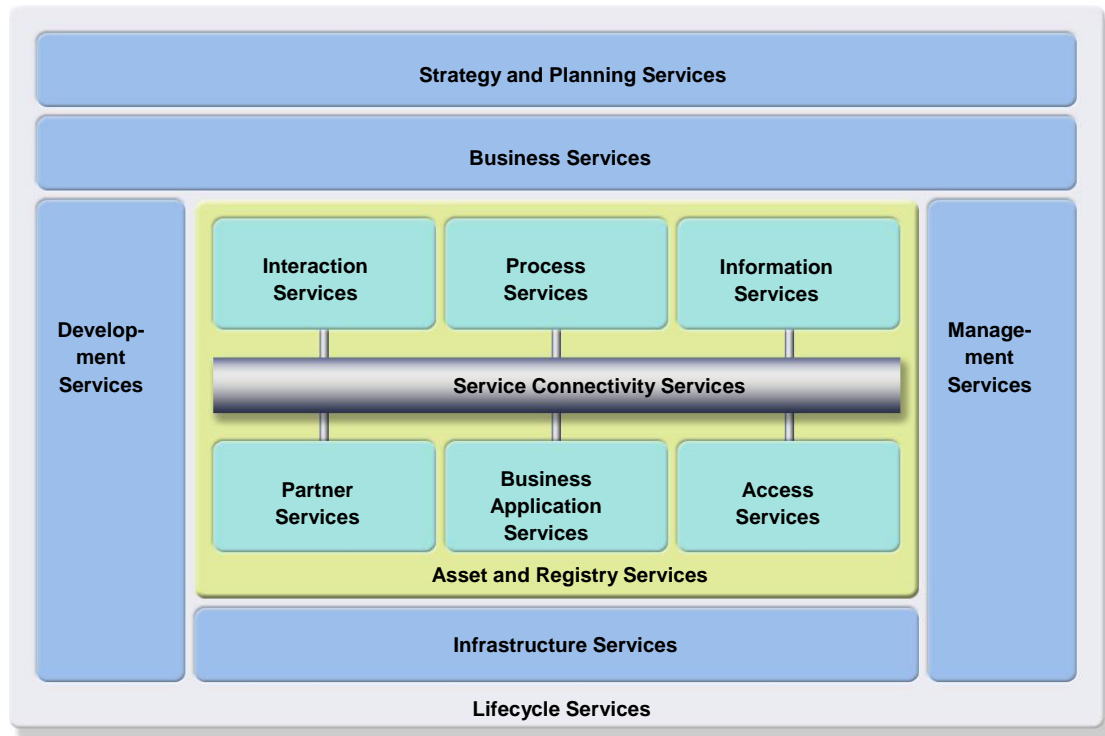 Strategy and Planning Services
Business Services
Develop-
ment
Services
Interaction
Services
Process
Services
Information
Services
Manage-
ment
Services
Service Connectivity Services
Partner
Services
Business
Application
Services
Access
Services
Asset and Registry Services
Infrastructure Services
Lifecycle Services